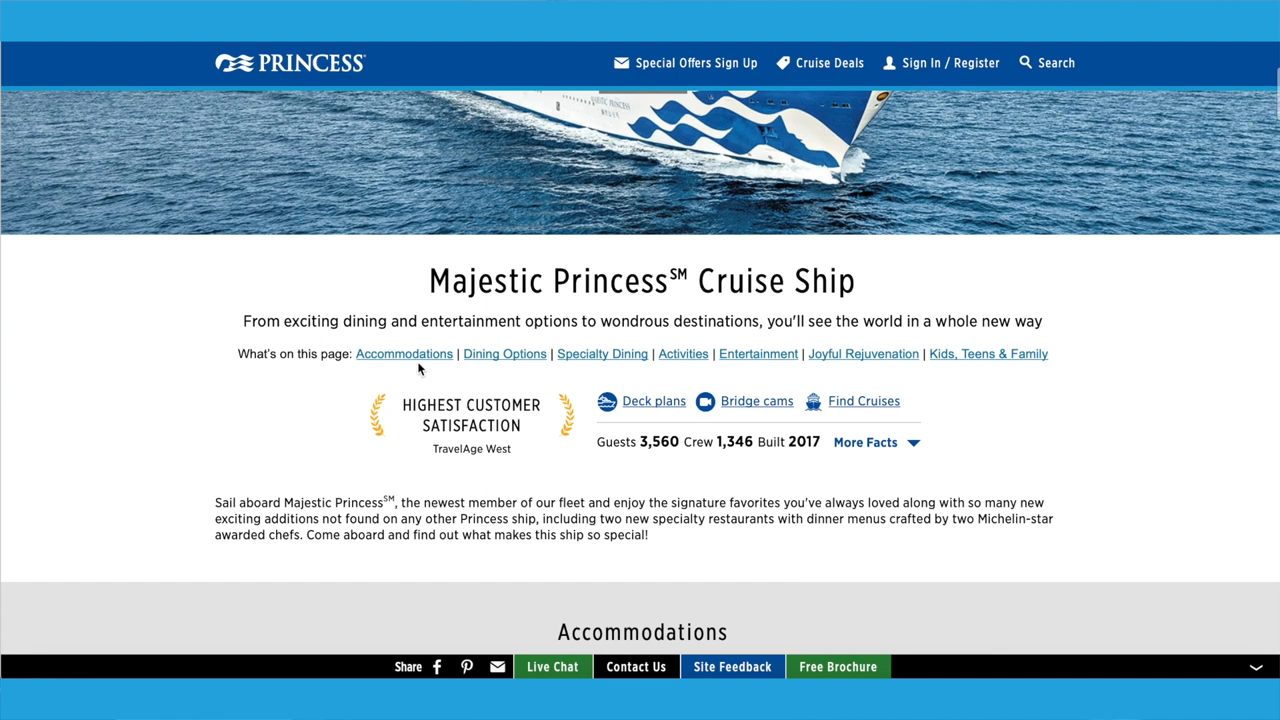 PRINCESS
Special Offers Sign Up
Cruise Deals
Sign In / Register
Search
MAJESTIC PRINCESS
Majestic Princess℠ Cruise Ship
From exciting dining and entertainment options to wondrous destinations, you'll see the world in a whole new way
What's on this page: Accommodations | Dining Options | Specialty Dining | Activities | Entertainment | Joyful Rejuvenation | Kids, Teens & Family
HIGHEST CUSTOMER
SATISFACTION
TravelAge West
Deck plans
Bridge cams
Find Cruises
Guests 3,560 Crew 1,346 Built 2017 More Facts
Sail aboard Majestic Princess℠, the newest member of our fleet and enjoy the signature favorites you've always loved along with so many new
exciting additions not found on any other Princess ship, including two new specialty restaurants with dinner menus crafted by two Michelin-star
awarded chefs. Come aboard and find out what makes this ship so special!
Accommodations
Share
Live Chat
Contact Us
Site Feedback
Free Brochure